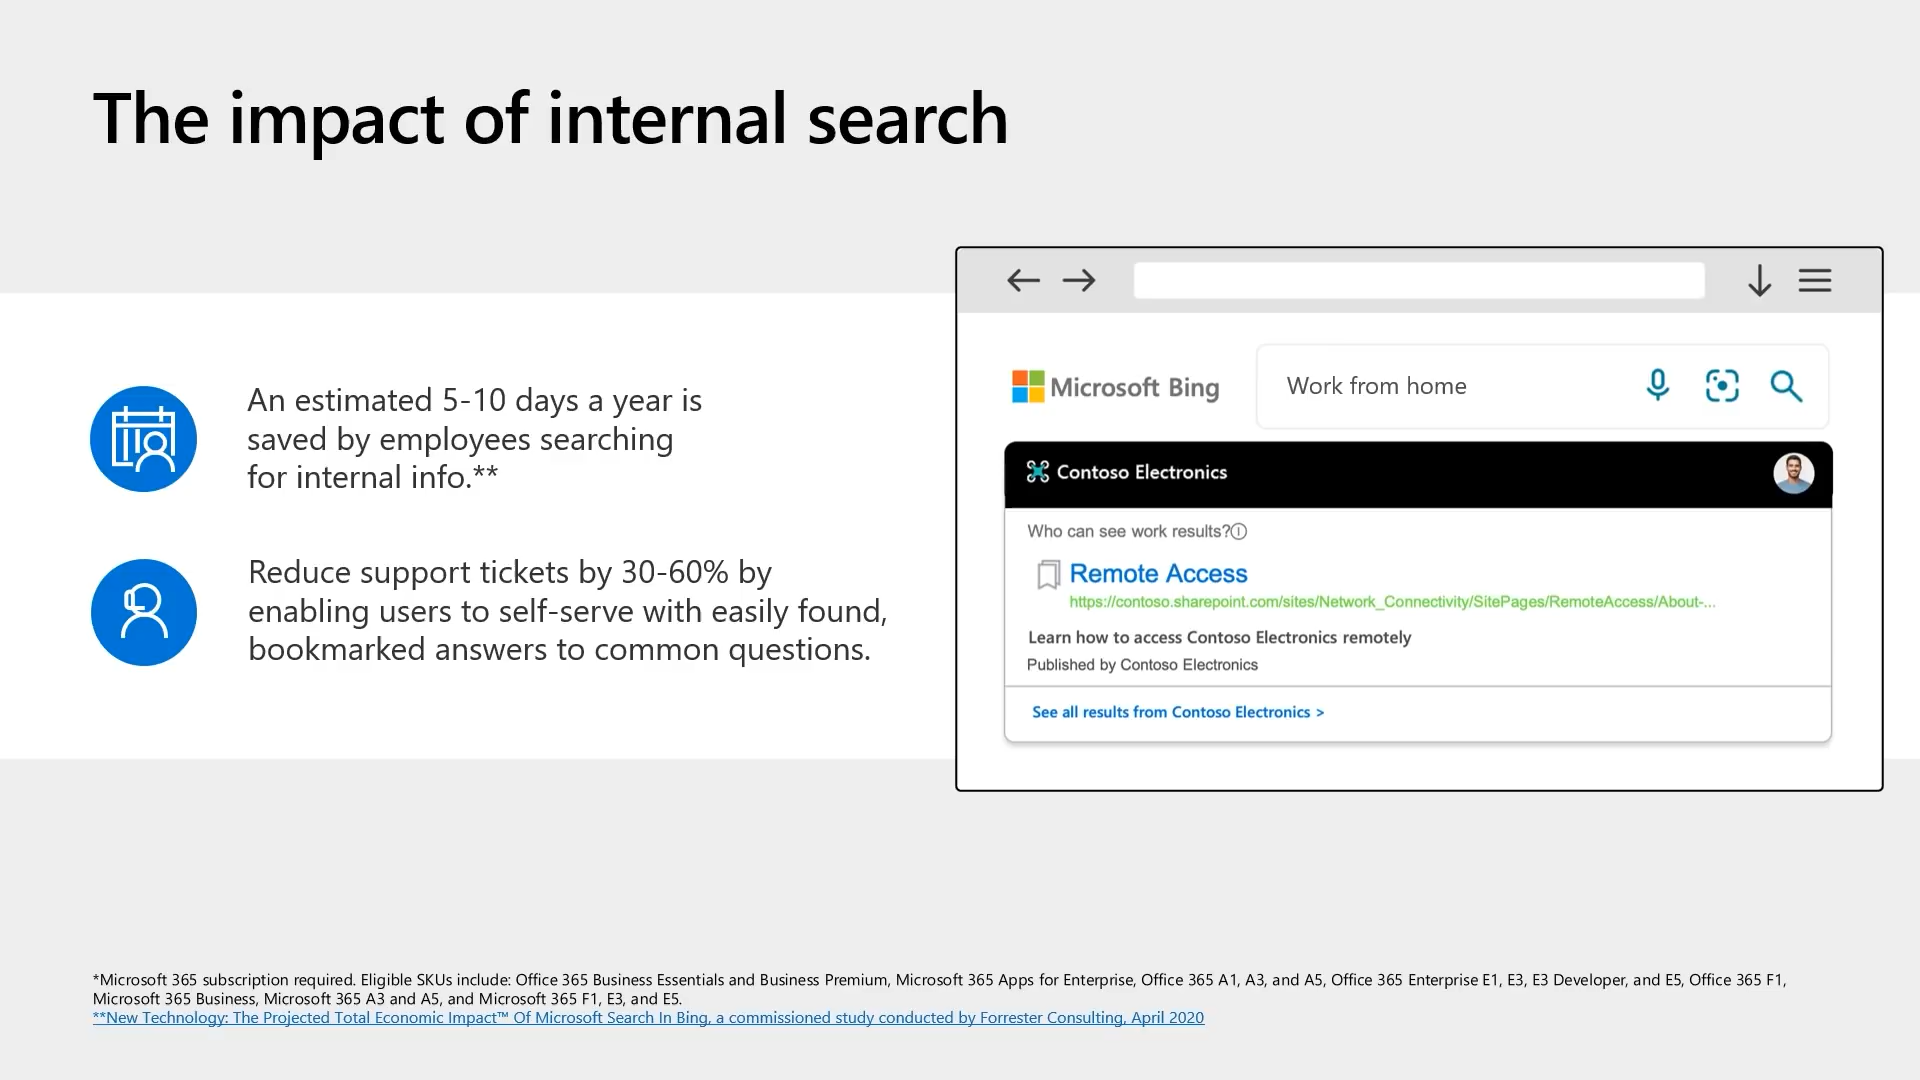 The impact of internal search
An estimated 5-10 days a year is
saved by employees searching
for internal info.**
Reduce support tickets by 30-60% by
enabling users to self-serve with easily found,
bookmarked answers to common questions.
Microsoft Bing
Work from home
Contoso Electronics
Who can see work results?
Remote Access
https://contoso.sharepoint.com/sites/Network_Connectivity/SitePages/RemoteAccess/About-...
Learn how to access Contoso Electronics remotely
Published by Contoso Electronics
See all results from Contoso Electronics >
*Microsoft 365 subscription required. Eligible SKUs include: Office 365 Business Essentials and Business Premium, Microsoft 365 Apps for Enterprise, Office 365 A1, A3, and A5, Office 365 Enterprise E1, E3, E3 Developer, and E5, Office 365 F1,
Microsoft 365 Business, Microsoft 365 A3 and A5, and Microsoft 365 F1, E3, and E5.
**New Technology: The Projected Total Economic Impact™ Of Microsoft Search In Bing, a commissioned study conducted by Forrester Consulting, April 2020